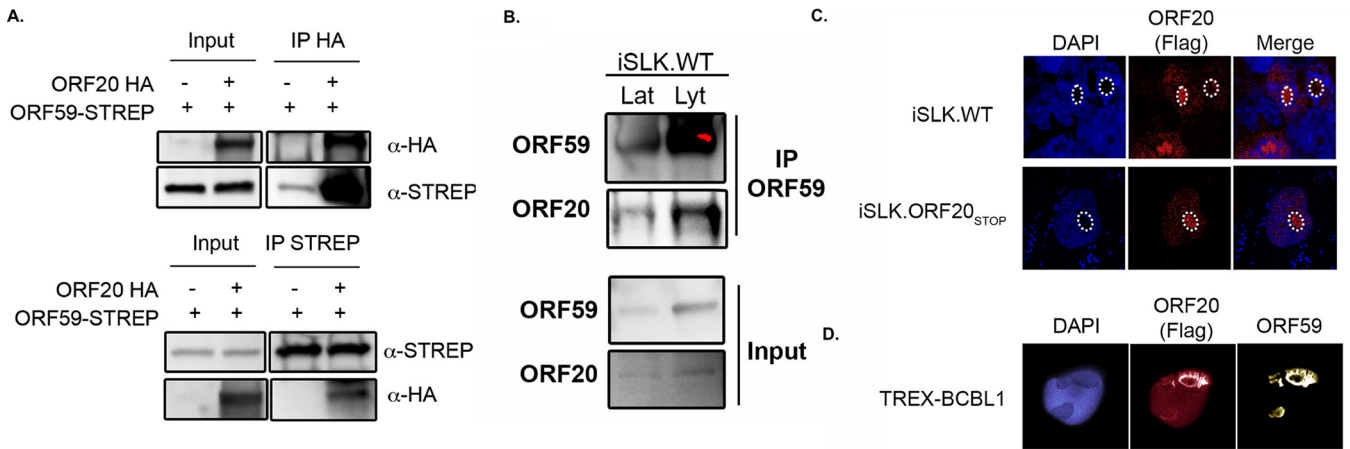 A.
Input IP HA
ORF20 HA - + - +
ORF59-STREP + + + +
α-HA
α-STREP
Input IP STREP
ORF20 HA - + - +
ORF59-STREP + + + +
α-STREP
α-HA
B.
iSLK.WT
Lat Lyt
ORF59
ORF20
IP
ORF59
ORF59
ORF20
Input
C.
ORF20
DAPI (Flag) Merge
iSLK.WT
iSLK.ORF20STOP
D.
ORF20
DAPI (Flag) ORF59
TREX-BCBL1